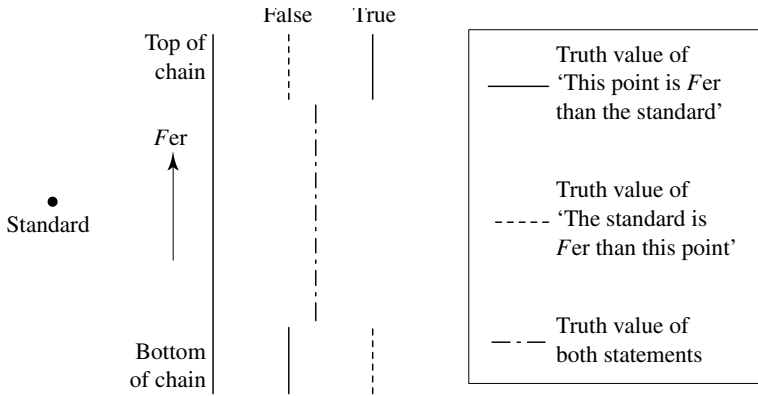 False True
Top of
chain
Fer
Standard
Bottom
of chain
Truth value of
‘This point is Fer
than the standard’
Truth value of
‘The standard is
Fer than this point’
Truth value of
both statements